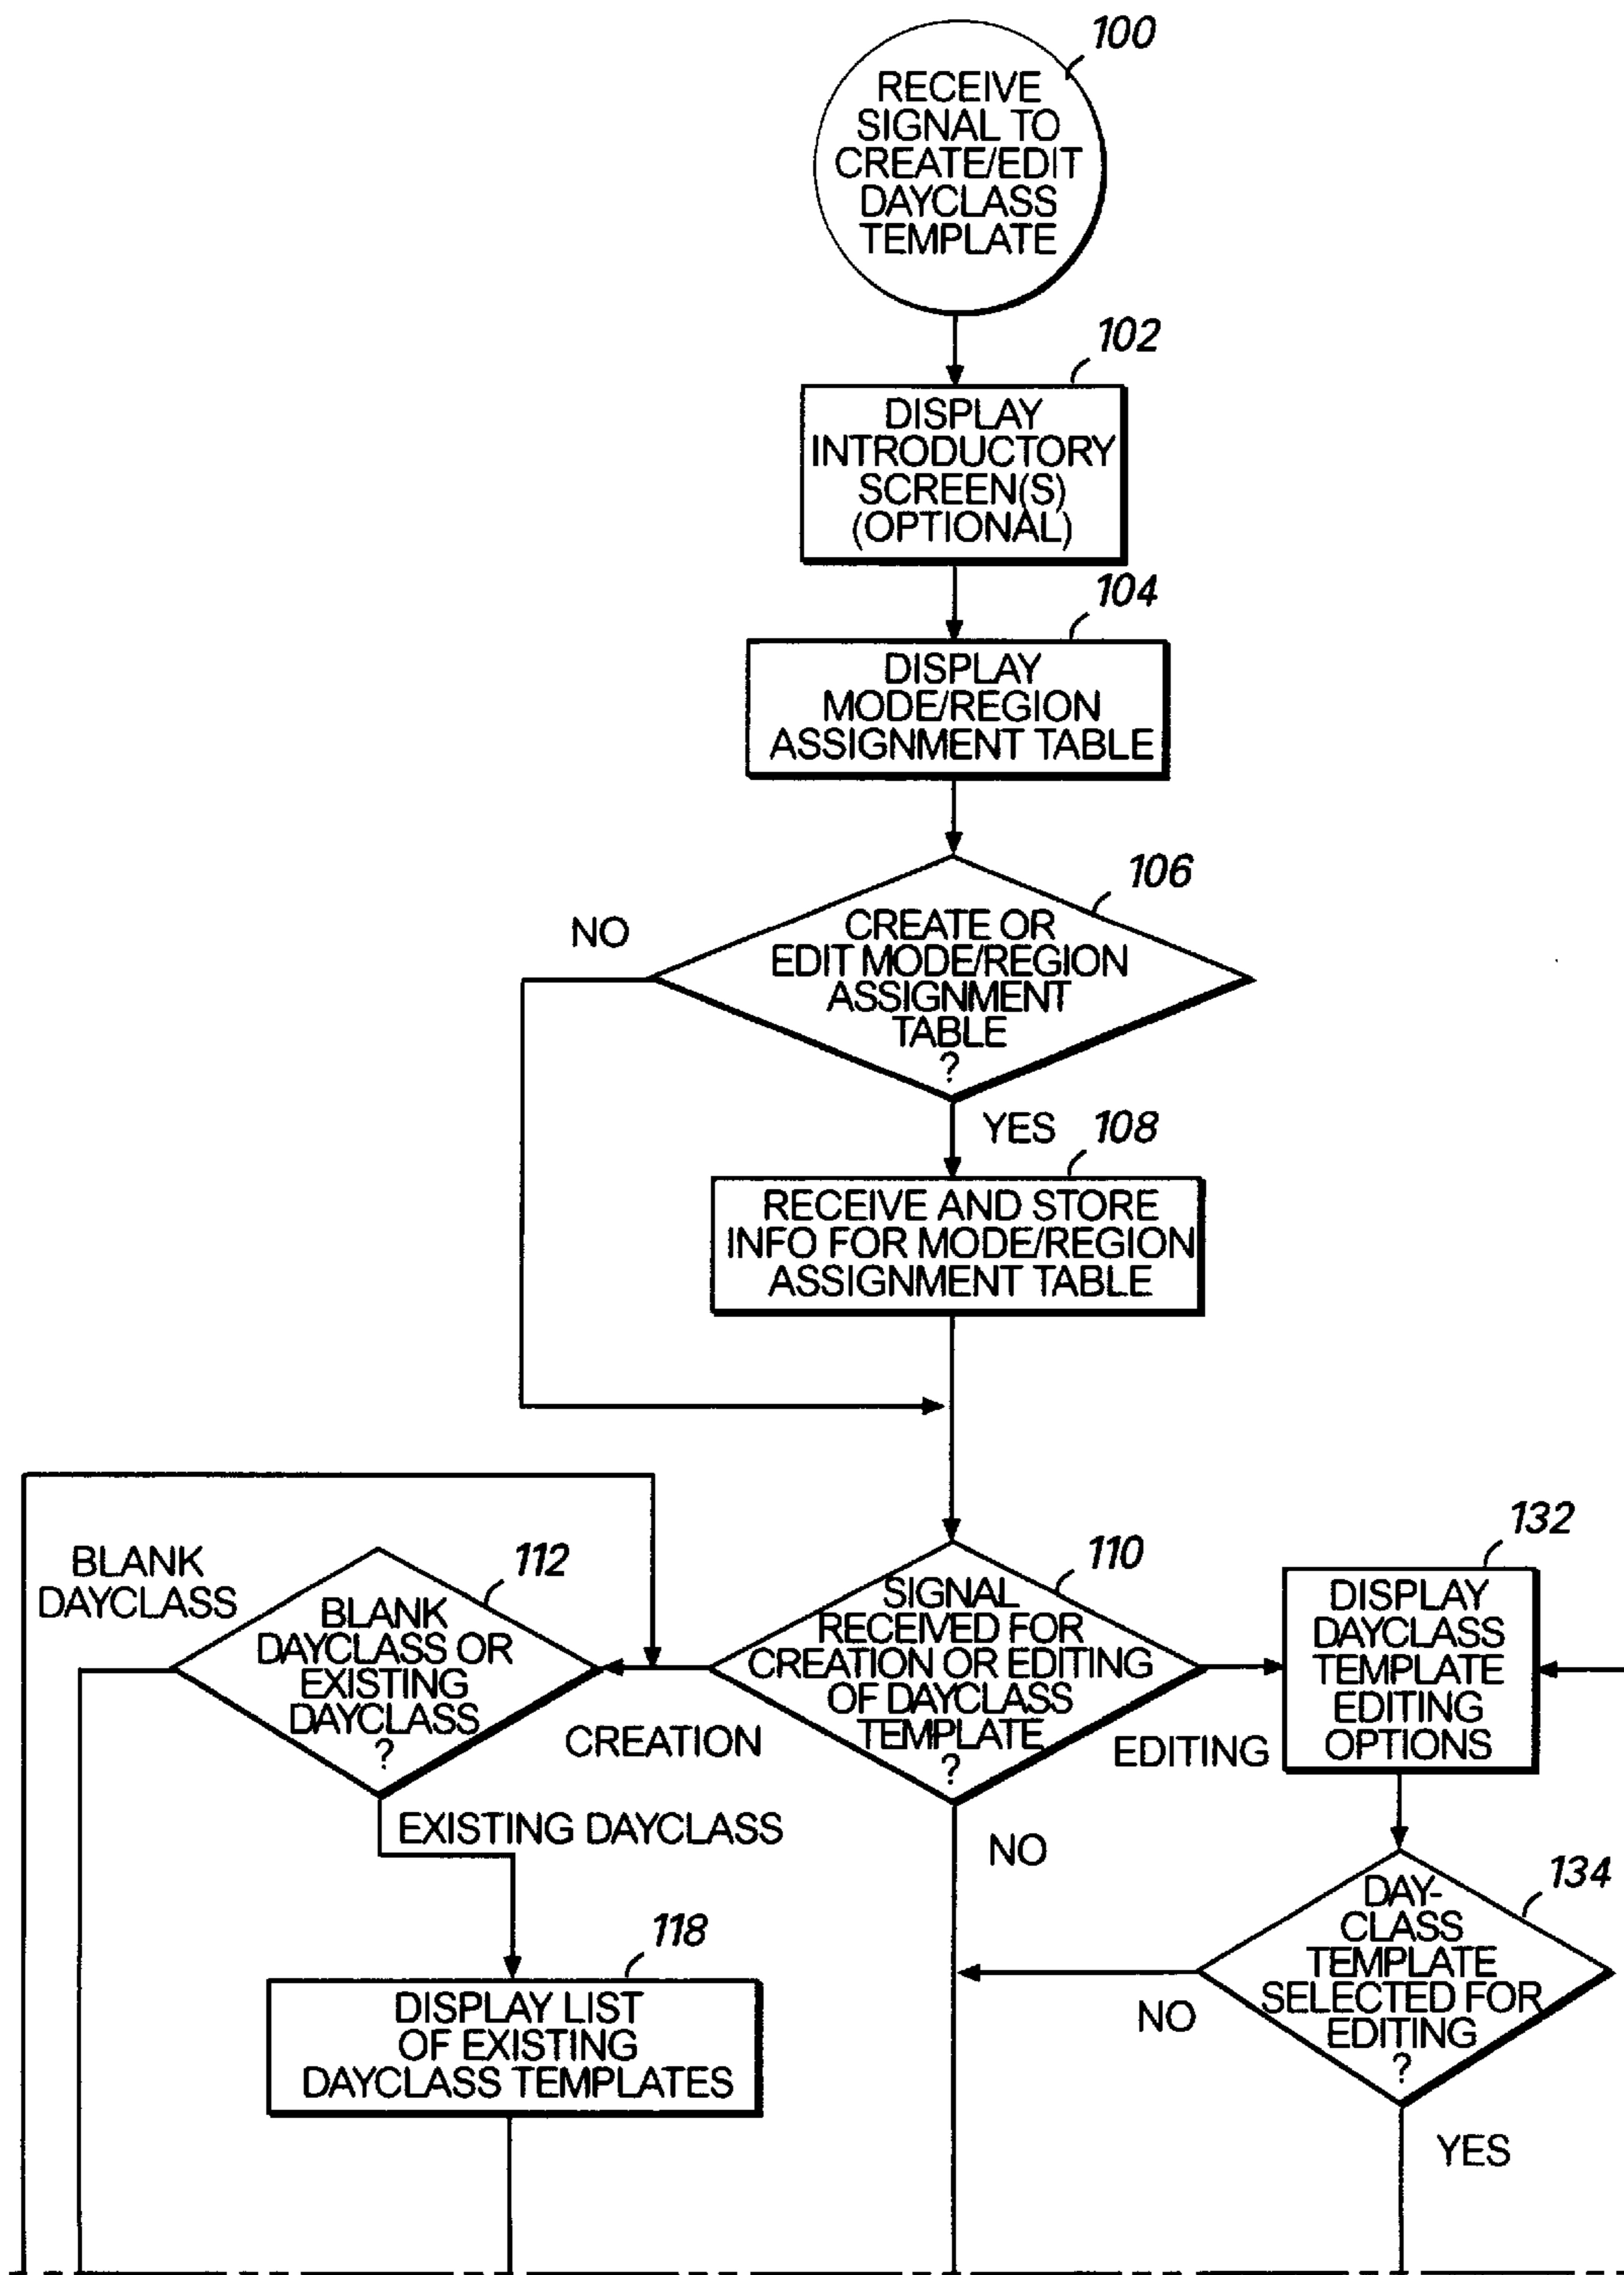 100
RECEIVE
SIGNAL TO
CREATE/EDIT
DAYCLASS
TEMPLATE
102
DISPLAY
INTRODUCTORY
SCREEN(S)
(OPTIONAL)
104
DISPLAY
MODE/REGION
ASSIGNMENT TABLE
106
NO
CREATE OR
EDIT MODE/REGION
ASSIGNMENT
TABLE
?
YES
108
RECEIVE AND STORE
INFO FOR MODE/REGION
ASSIGNMENT TABLE
BLANK
DAYCLASS
112
BLANK
DAYCLASS OR
EXISTING
DAYCLASS
?
CREATION
110
SIGNAL
RECEIVED FOR
CREATION OR EDITING
OF DAYCLASS
TEMPLATE
?
EDITING
132
DISPLAY
DAYCLASS
TEMPLATE
EDITING
OPTIONS
EXISTING DAYCLASS
NO
134
DAY-
CLASS
TEMPLATE
SELECTED FOR
EDITING
?
NO
YES
118
DISPLAY LIST
OF EXISTING
DAYCLASS TEMPLATES